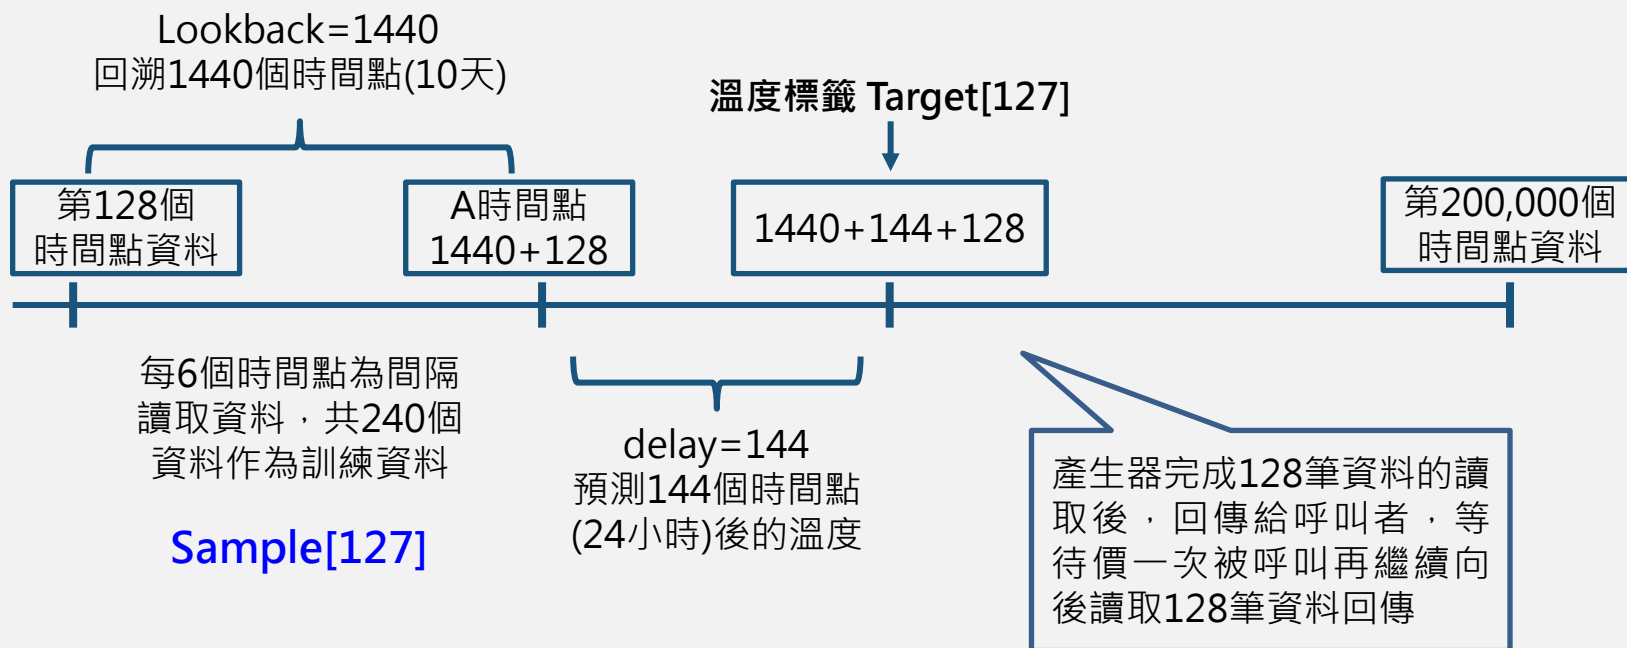 Lookback=1440
回溯1440個時間點(10天)
溫度標籤 Target[127]
第128個
時間點資料
A時間點
1440+128
1440+144+128
第200,000個
時間點資料
每6個時間點為間隔
讀取資料，共240個
資料作為訓練資料
Sample[127]
delay=144
預測144個時間點
(24小時)後的溫度
產生器完成128筆資料的讀
取後，回傳給呼叫者，等
待價一次被呼叫再繼續向
後讀取128筆資料回傳